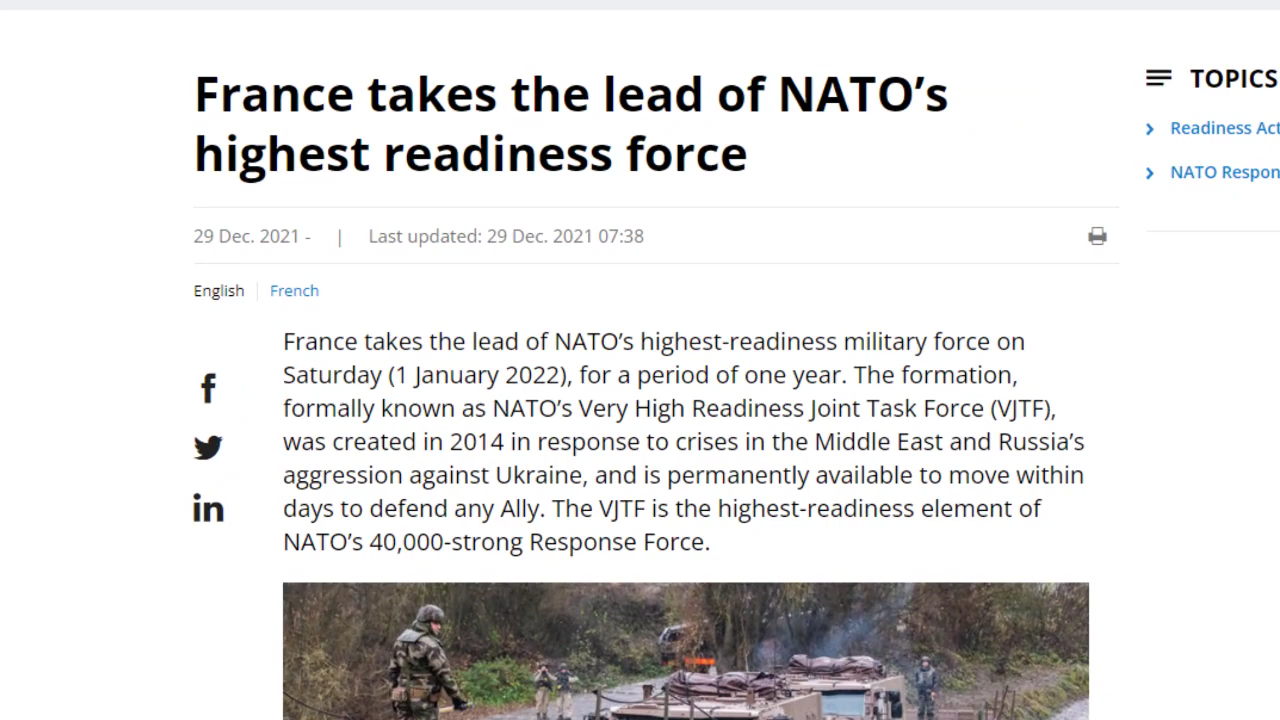 France takes the lead of NATO’s
highest readiness force
29 Dec. 2021 - | Last updated: 29 Dec. 2021 07:38
English | French
France takes the lead of NATO’s highest-readiness military force on
Saturday (1 January 2022), for a period of one year. The formation,
formally known as NATO’s Very High Readiness Joint Task Force (VJTF),
was created in 2014 in response to crises in the Middle East and Russia’s
aggression against Ukraine, and is permanently available to move within
days to defend any Ally. The VJTF is the highest-readiness element of
NATO’s 40,000-strong Response Force.
TOPICS
Readiness Act
NATO Respon